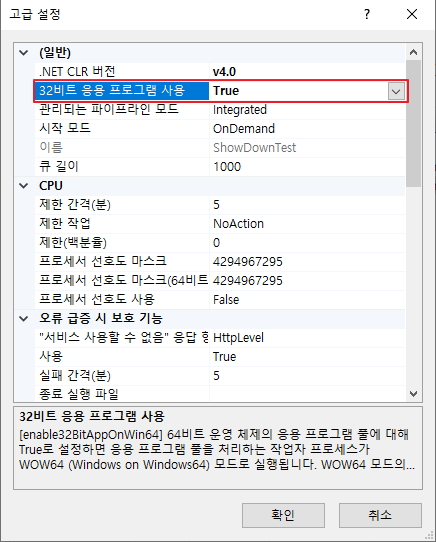 고급 설정
(일반)
.NET CLR 버전 v4.0
32비트 응용 프로그램 사용 True
관리되는 파이프라인 모드 Integrated
시작 모드 OnDemand
이름 ShowDownTest
큐 길이 1000
CPU
제한 간격(분) 5
제한 작업 NoAction
제한(백분율) 0
프로세서 선호도 마스크 4294967295
프로세서 선호도 마스크(64비트 4294967295
프로세서 선호도 사용 False
오류 급증 시 보호 기능
"서비스 사용할 수 없음" 응답 형 HttpLevel
사용 True
실패 간격(분) 5
종료 실행 파일
32비트 응용 프로그램 사용
[enable32BitAppOnWin64] 64비트 운영 체제의 응용 프로그램 풀에 대해
True로 설정하면 응용 프로그램 풀을 처리하는 작업자 프로세스가
WOW64 (Windows on Windows64) 모드로 실행됩니다. WOW64 모드의...
확인
취소